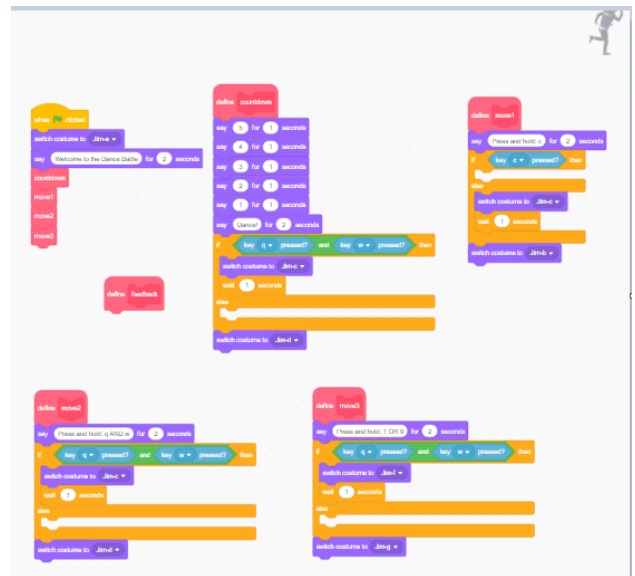 when clicked
switch costume to Jim-a
say Welcome to the Dance Battle for 2 seconds
countdown
move1
move2
move3
define feedback
define countdown
say 5 for 1 seconds
say 4 for 1 seconds
say 3 for 1 seconds
say 2 for 1 seconds
say 1 for 1 seconds
say Dance! for 2 seconds
if key q pressed? and key w pressed? then
switch costume to Jim-c
wait 1 seconds
else
switch costume to Jim-d
define move1
say Press and hold: c for 2 seconds
if key c pressed? then
else
switch costume to Jim-c
wait 1 seconds
switch costume to Jim-b
define move2
say Press and hold: q AND w for 2 seconds
if key q pressed? and key w pressed? then
switch costume to Jim-c
wait 1 seconds
else
switch costume to Jim-d
define move3
say Press and hold: 1 OR 9 for 2 seconds
if key q pressed? and key w pressed? then
switch costume to Jim-f
wait 1 seconds
else
switch costume to Jim-g